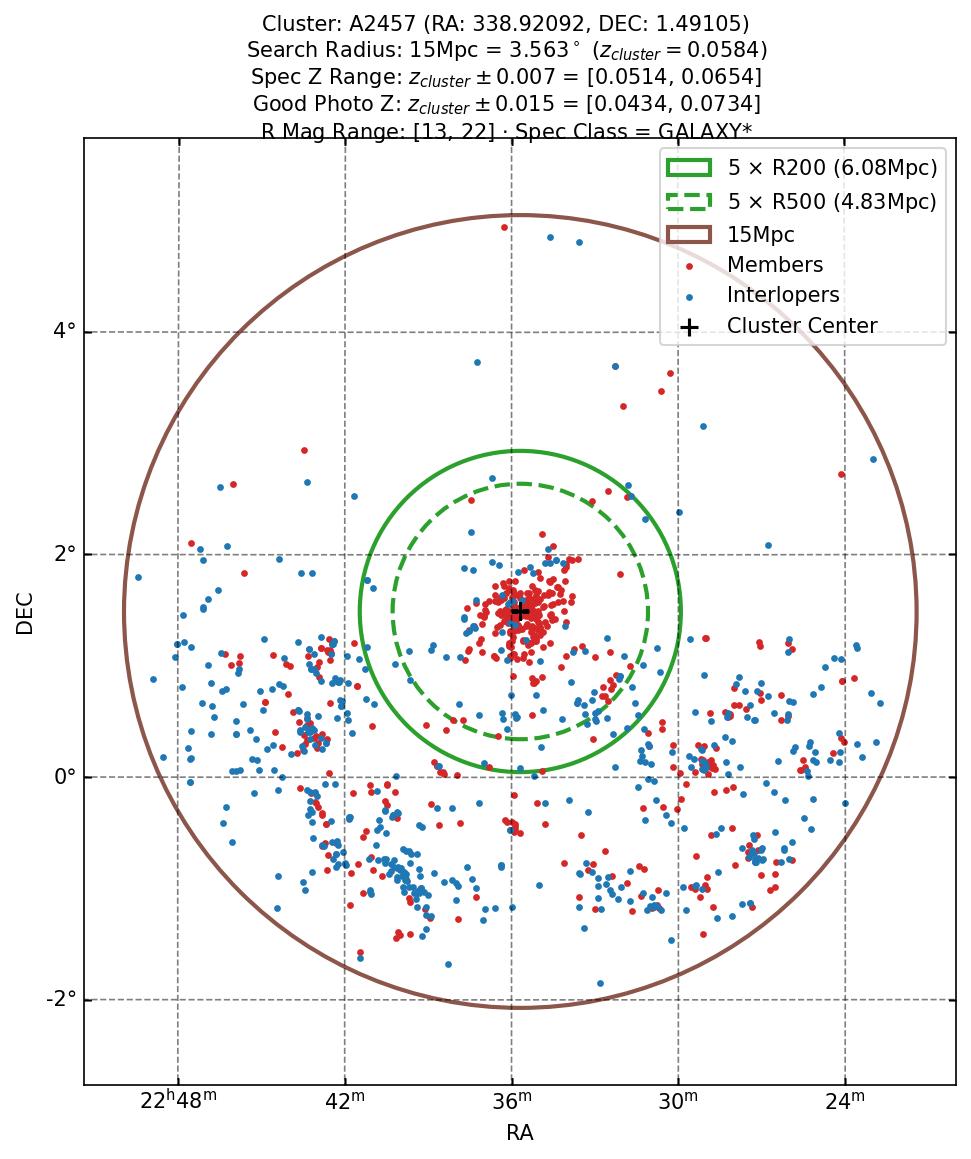 Cluster: A2457 (RA: 338.92092, DEC: 1.49105)
Search Radius: 15Mpc = 3.563° (z_cluster = 0.0584)
Spec Z Range: z_cluster ± 0.007 = [0.0514, 0.0654]
Good Photo Z: z_cluster ± 0.015 = [0.0434, 0.0734]
R Mag Range: [13, 22] · Spec Class = GALAXY*
5 × R200 (6.08Mpc)
5 × R500 (4.83Mpc)
15Mpc
Members
Interlopers
Cluster Center
4°
2°
0°
-2°
DEC
22h48m
42m
36m
30m
24m
RA